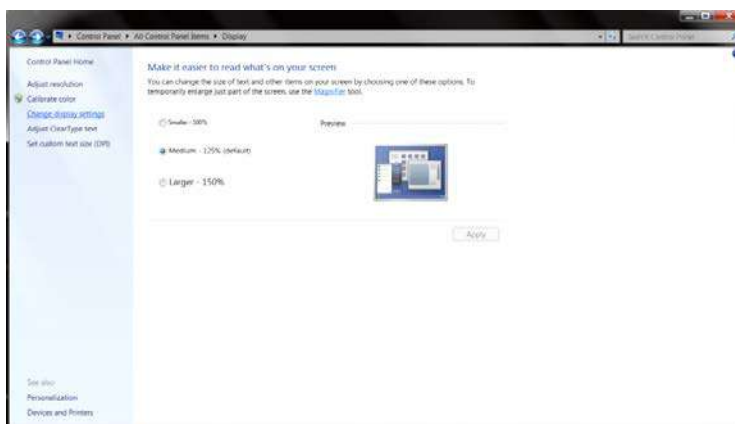 Control Panel ▸ All Control Panel Items ▸ Display
Search Control Panel
Control Panel Home
Adjust resolution
Calibrate color
Change display settings
Adjust ClearType text
Set custom text size (DPI)
See also
Personalization
Devices and Printers
Make it easier to read what's on your screen
You can change the size of text and other items on your screen by choosing one of these options. To
temporarily enlarge just part of the screen, use the Magnifier tool.
Smaller - 100%
Preview
Medium - 125% (default)
Larger - 150%
Apply